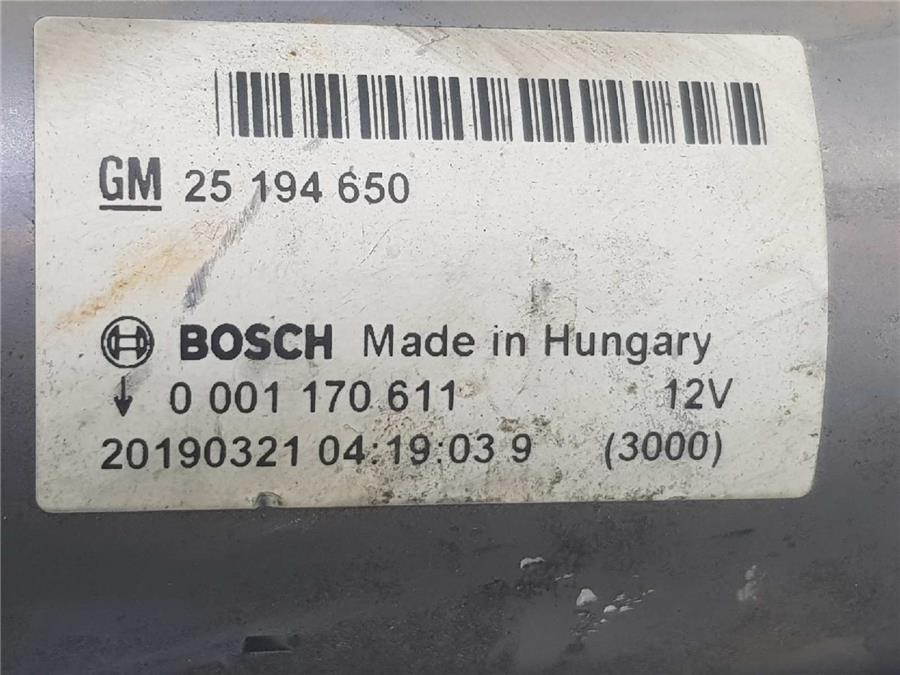 GM 25 194 650
BOSCH Made in Hungary
0 001 170 611 12V
20190321 04:19:03 9 (3000)